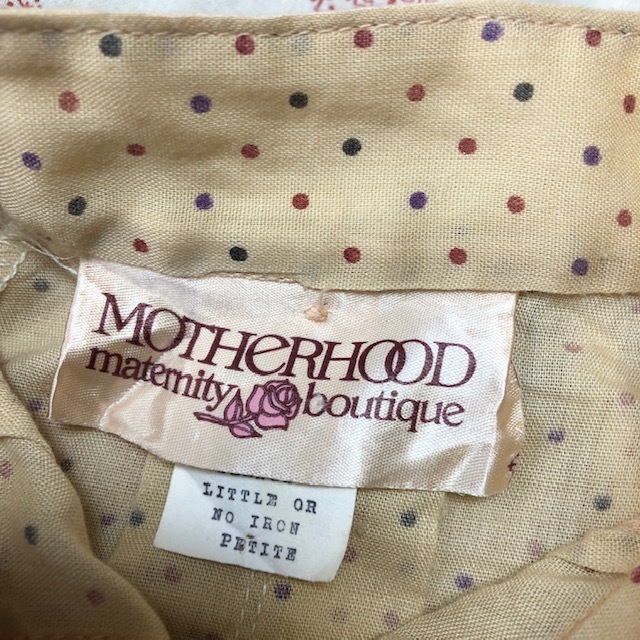 MOTHERHOOD
maternity boutique
LITTLE OR
NO IRON
PETITE